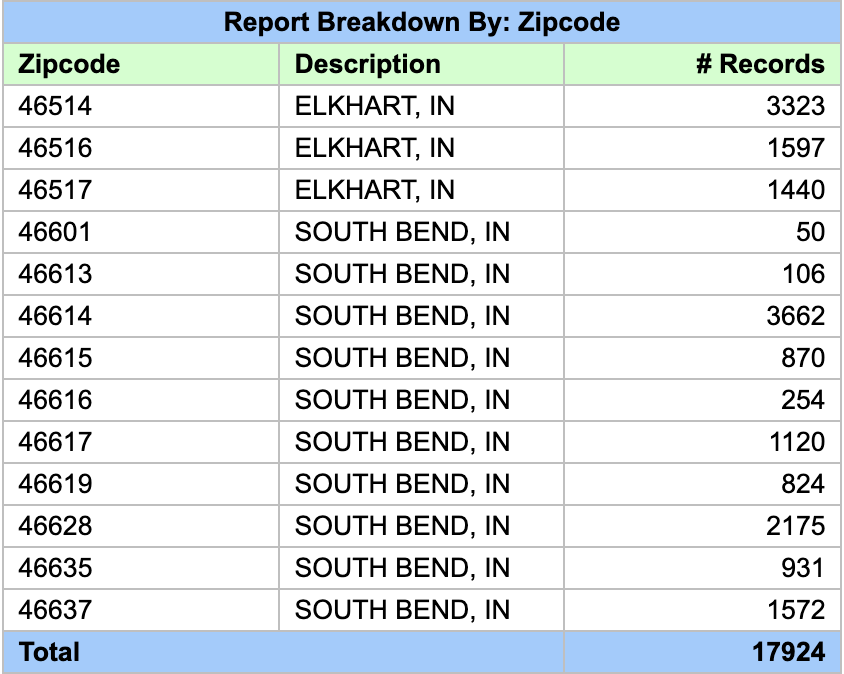 Report Breakdown By: Zipcode
Zipcode Description # Records
46514 ELKHART, IN 3323
46516 ELKHART, IN 1597
46517 ELKHART, IN 1440
46601 SOUTH BEND, IN 50
46613 SOUTH BEND, IN 106
46614 SOUTH BEND, IN 3662
46615 SOUTH BEND, IN 870
46616 SOUTH BEND, IN 254
46617 SOUTH BEND, IN 1120
46619 SOUTH BEND, IN 824
46628 SOUTH BEND, IN 2175
46635 SOUTH BEND, IN 931
46637 SOUTH BEND, IN 1572
Total 17924